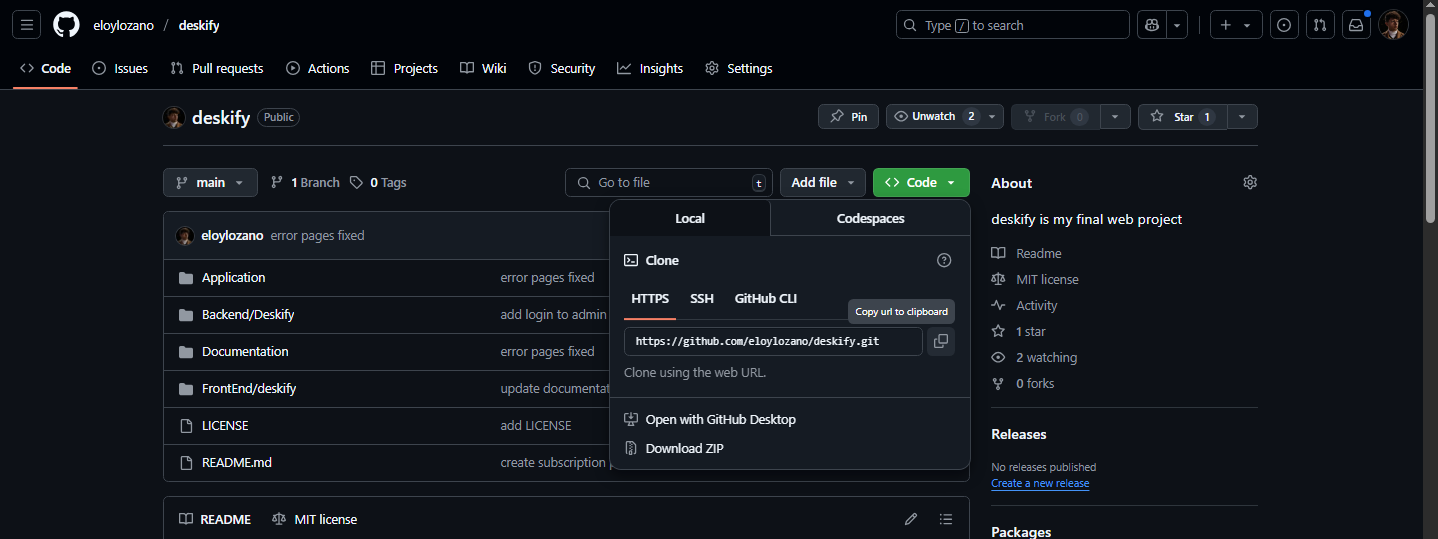 eloylozano / deskify
Type / to search
Code Issues Pull requests Actions Projects Wiki Security Insights Settings
deskify Public
Pin Unwatch 2 Fork 0 Star 1
main 1 Branch 0 Tags Go to file t Add file Code
Local Codespaces
Clone
HTTPS SSH GitHub CLI
Copy url to clipboard
https://github.com/eloylozano/deskify.git
Clone using the web URL.
Open with GitHub Desktop
Download ZIP
eloylozano error pages fixed
Application error pages fixed
Backend/Deskify add login to admin
Documentation error pages fixed
FrontEnd/deskify update documentat
LICENSE add LICENSE
README.md create subscription
README MIT license
About
deskify is my final web project
Readme
MIT license
Activity
1 star
2 watching
0 forks
Releases
No releases published
Create a new release
Packages